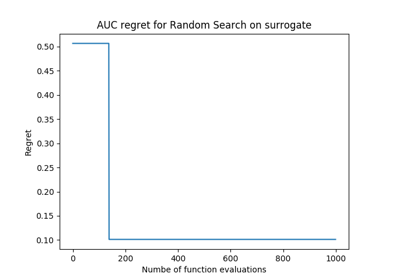 AUC regret for Random Search on surrogate
0.50
0.45
0.40
0.35
0.30
0.25
0.20
0.15
0.10
Regret
0 200 400 600 800 1000
Numbe of function evaluations